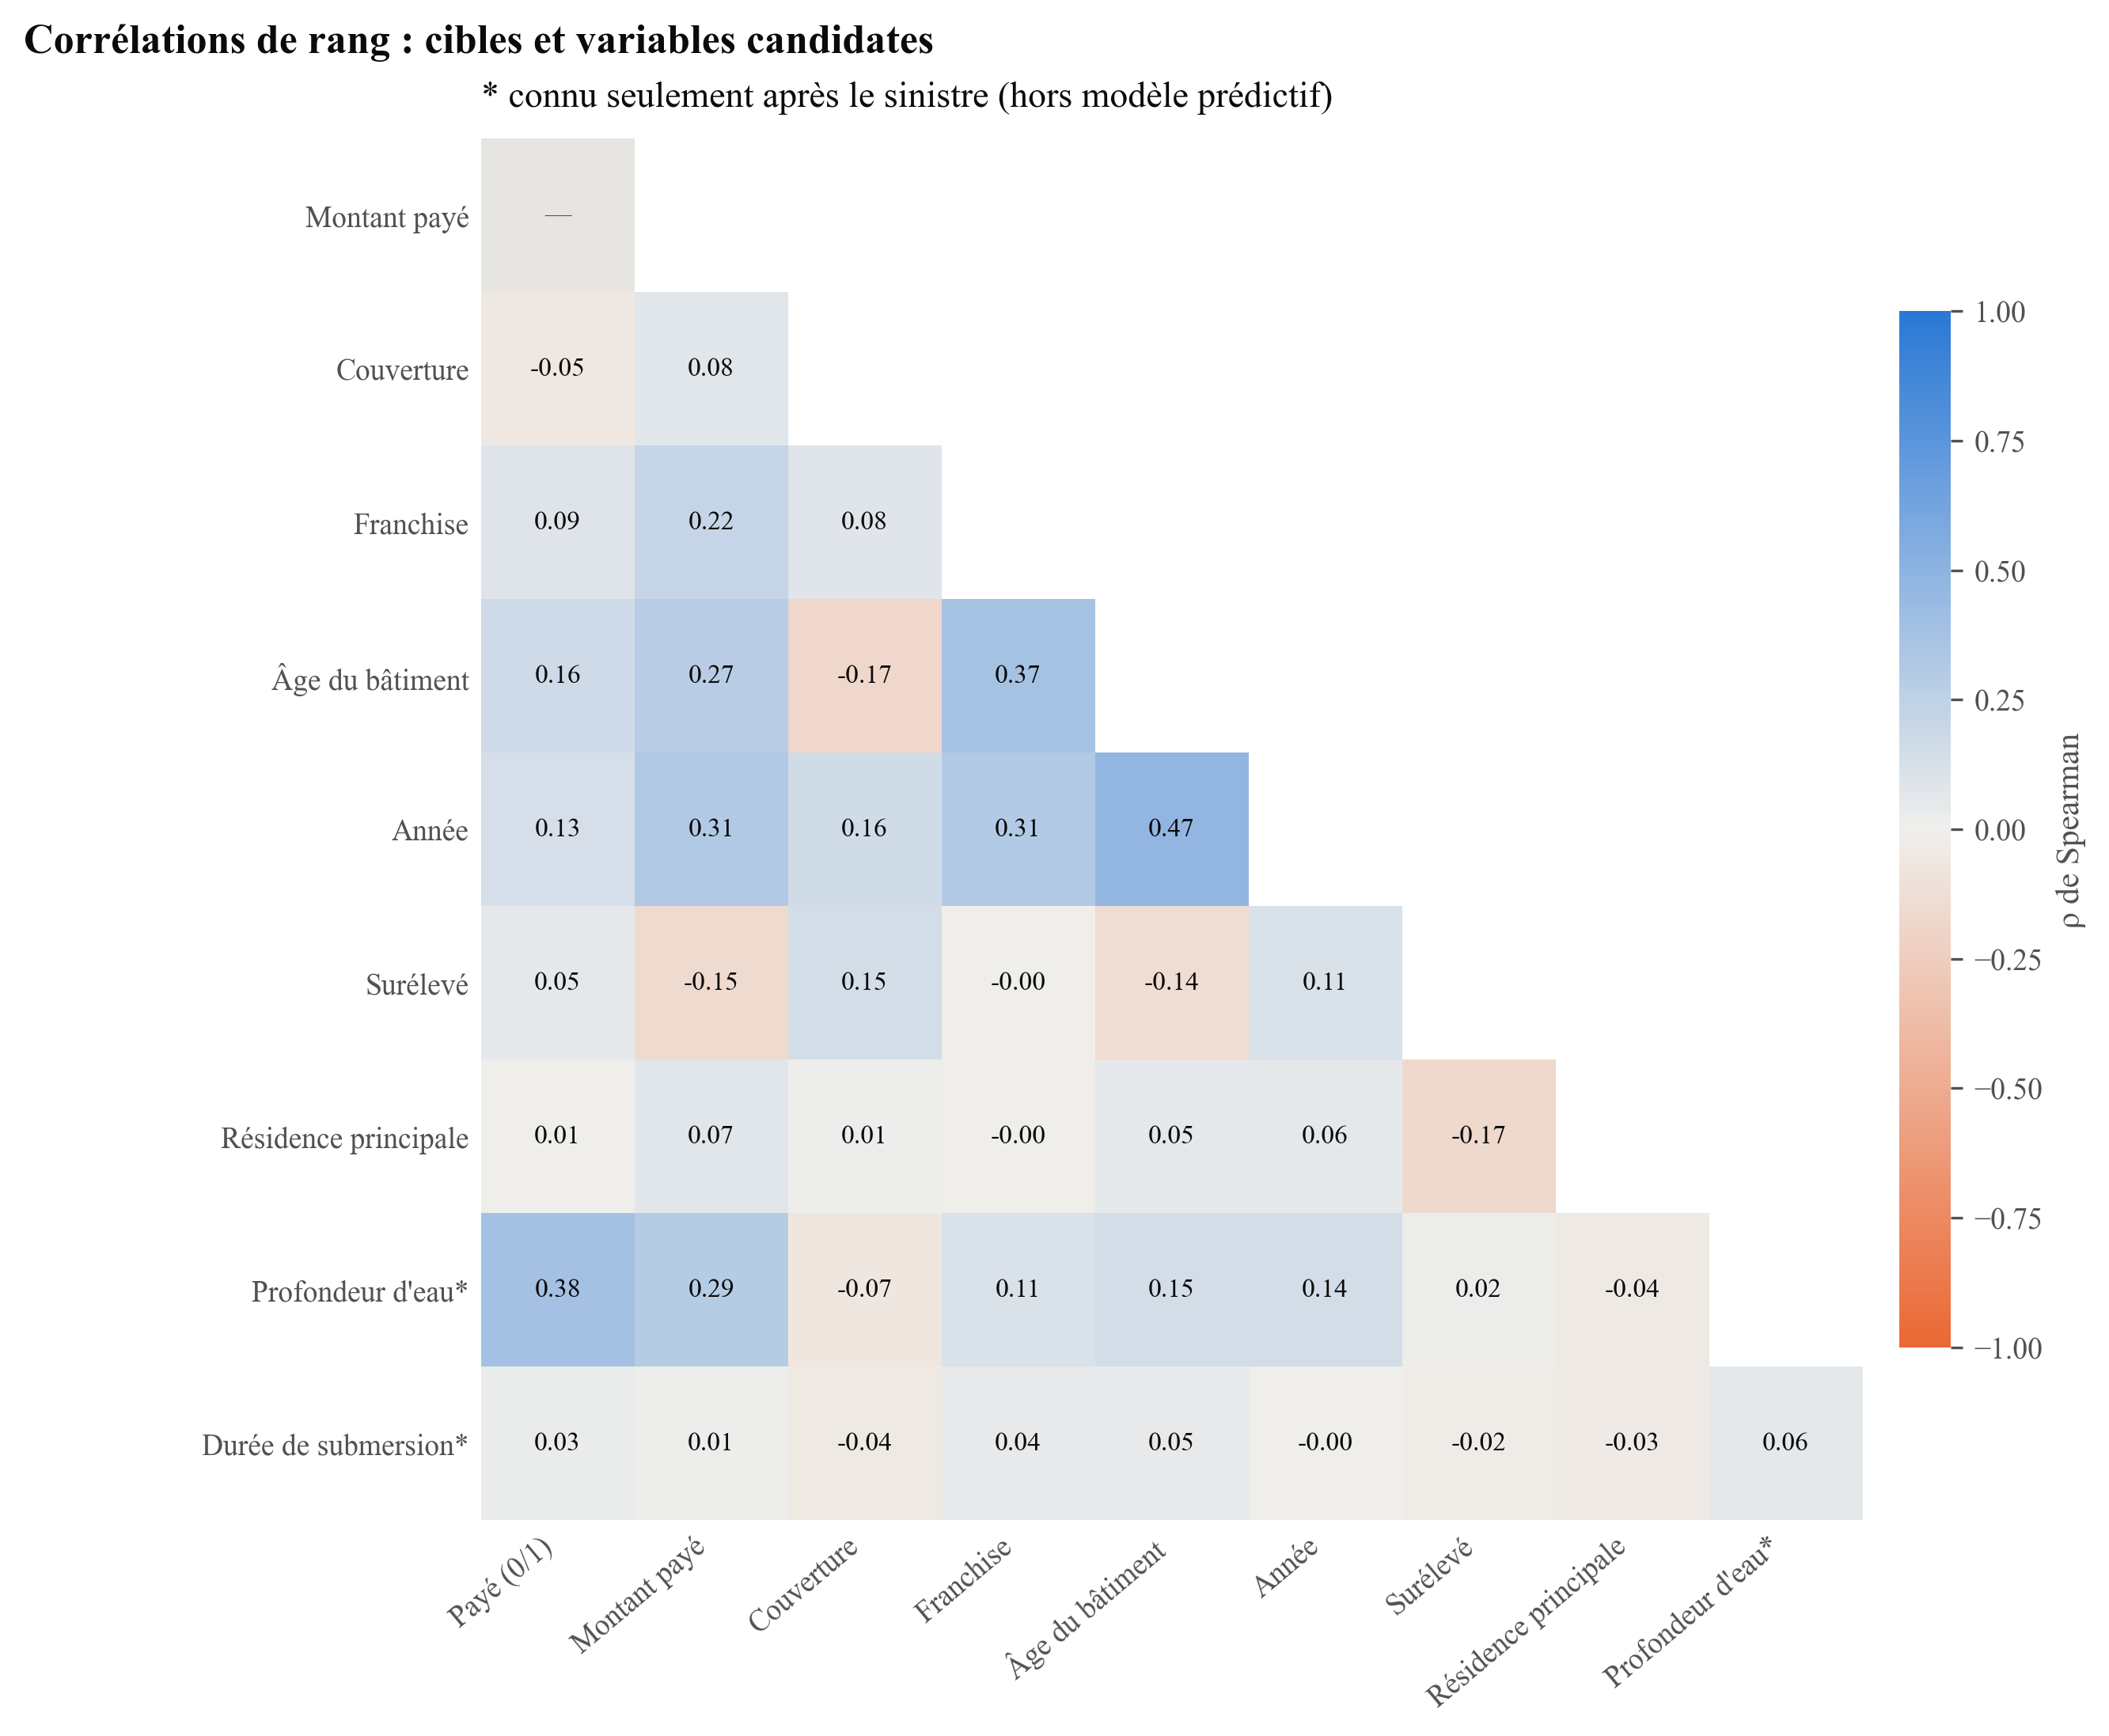 Corrélations de rang : cibles et variables candidates
* connu seulement après le sinistre (hors modèle prédictif)
Montant payé —
Couverture -0.05 0.08
Franchise 0.09 0.22 0.08
Âge du bâtiment 0.16 0.27 -0.17 0.37
Année 0.13 0.31 0.16 0.31 0.47
Surélevé 0.05 -0.15 0.15 -0.00 -0.14 0.11
Résidence principale 0.01 0.07 0.01 -0.00 0.05 0.06 -0.17
Profondeur d'eau* 0.38 0.29 -0.07 0.11 0.15 0.14 0.02 -0.04
Durée de submersion* 0.03 0.01 -0.04 0.04 0.05 -0.00 -0.02 -0.03 0.06
Payé (0/1)
Montant payé
Couverture
Franchise
Âge du bâtiment
Année
Surélevé
Résidence principale
Profondeur d'eau*
1.00
0.75
0.50
0.25
0.00
−0.25
−0.50
−0.75
−1.00
ρ de Spearman